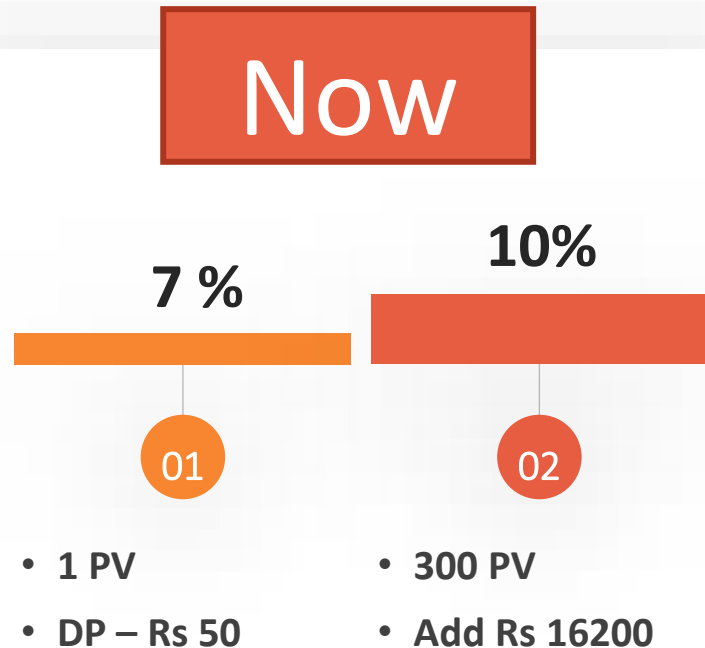 Now
7 %
10%
01
02
• 1 PV
• DP – Rs 50
• 300 PV
• Add Rs 16200